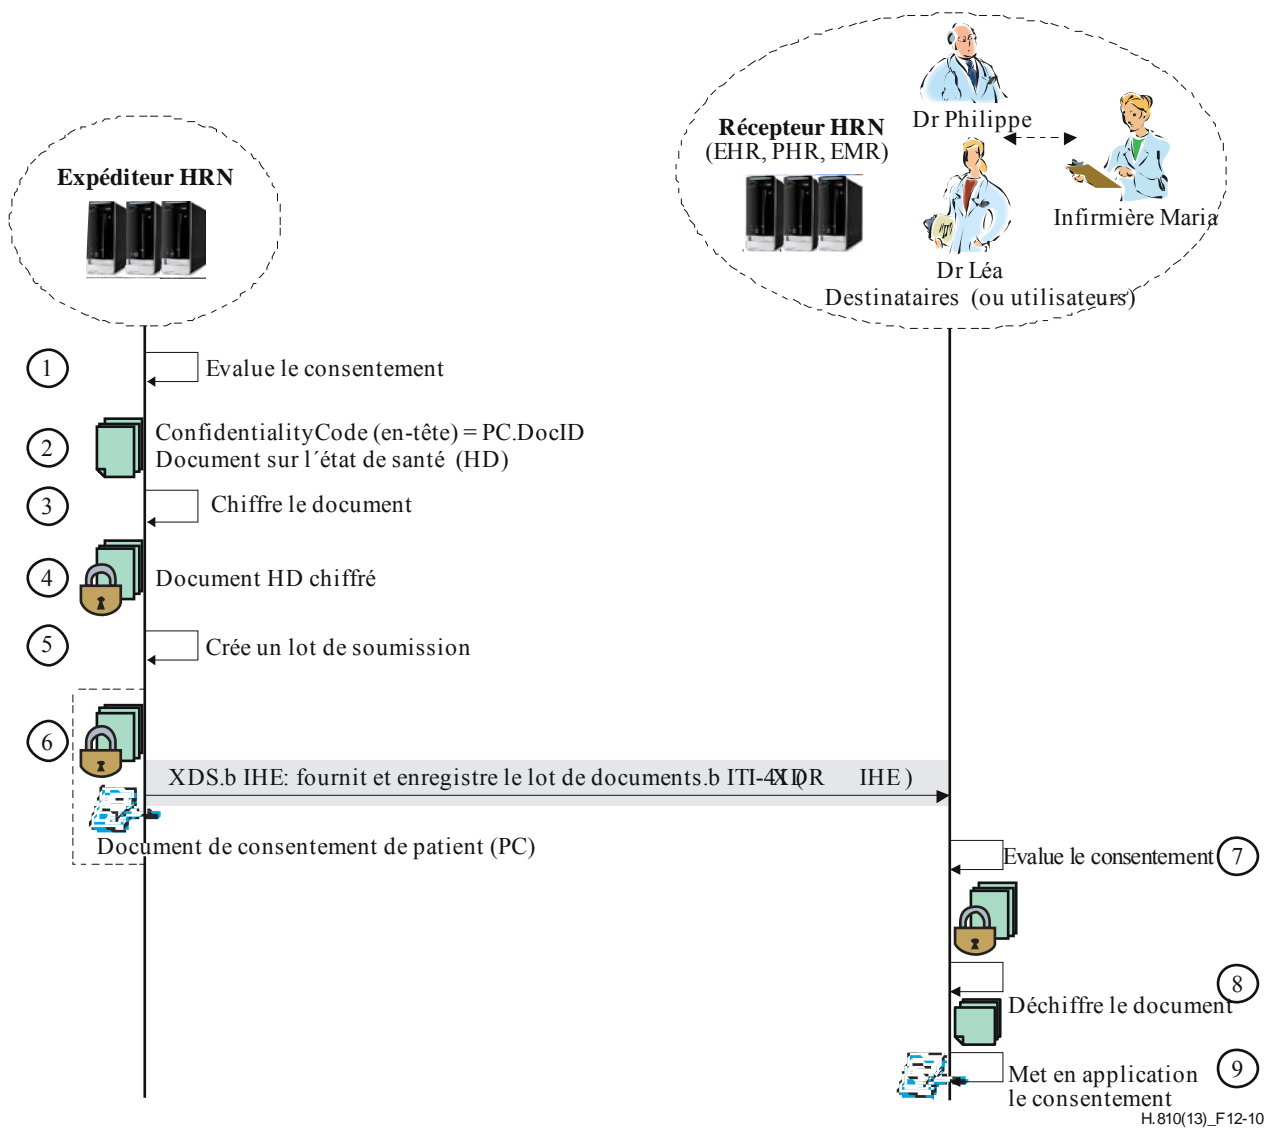 Expéditeur HRN
Récepteur HRN
(EHR, PHR, EMR)
Dr Philippe
Infirmière Maria
Dr Léa
Destinataires (ou utilisateurs)
1
Evalue le consentement
2
ConfidentialityCode (en-tête) = PC.DocID
Document sur l´état de santé (HD)
3
Chiffre le document
4
Document HD chiffré
5
Crée un lot de soumission
6
XDS.b IHE: fournit et enregistre le lot de documents.b ITI-41 (XDR IHE)
Document de consentement de patient (PC)
Evalue le consentement
7
8
Déchiffre le document
9
Met en application
le consentement
H.810(13)_F12-10